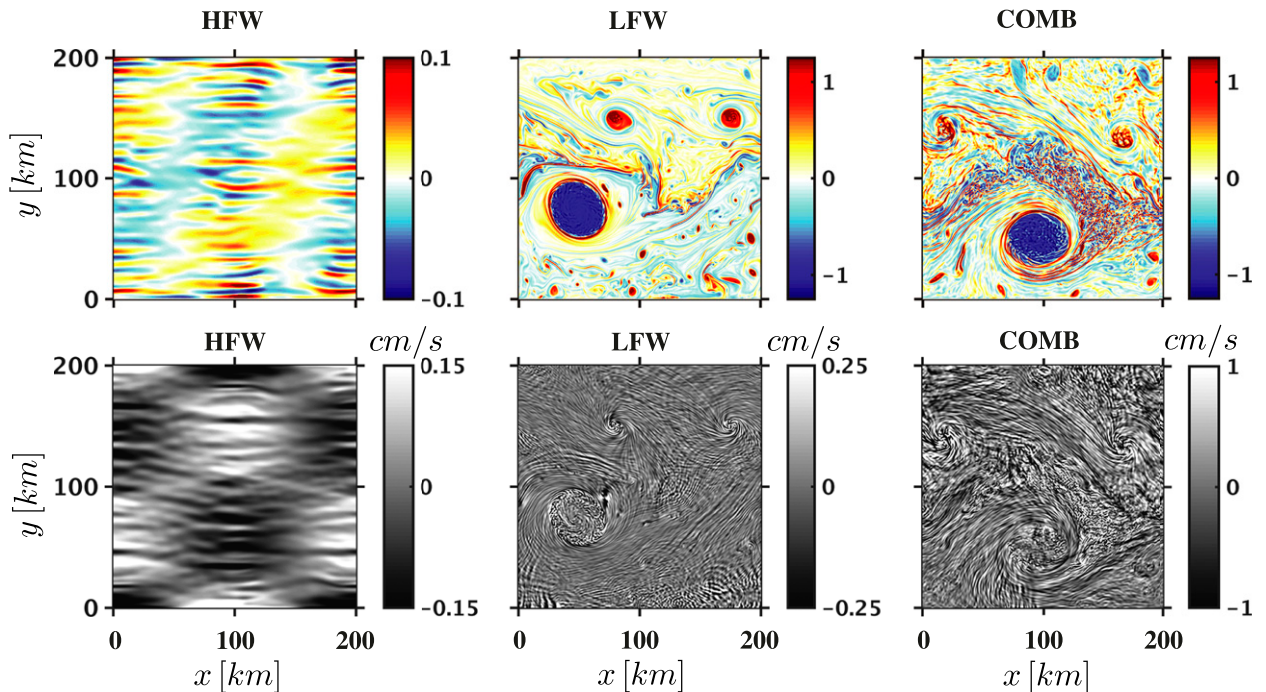 HFW LFW COMB
200 0.1 1 1
y [km] 100 0 0 0
0 -0.1 -1 -1
HFW cm/s LFW cm/s COMB cm/s
200 0.15 0.25 1
y [km] 100 0 0 0
0 -0.15 -0.25 -1
0 100 200 0 100 200 0 100 200
x [km] x [km] x [km]